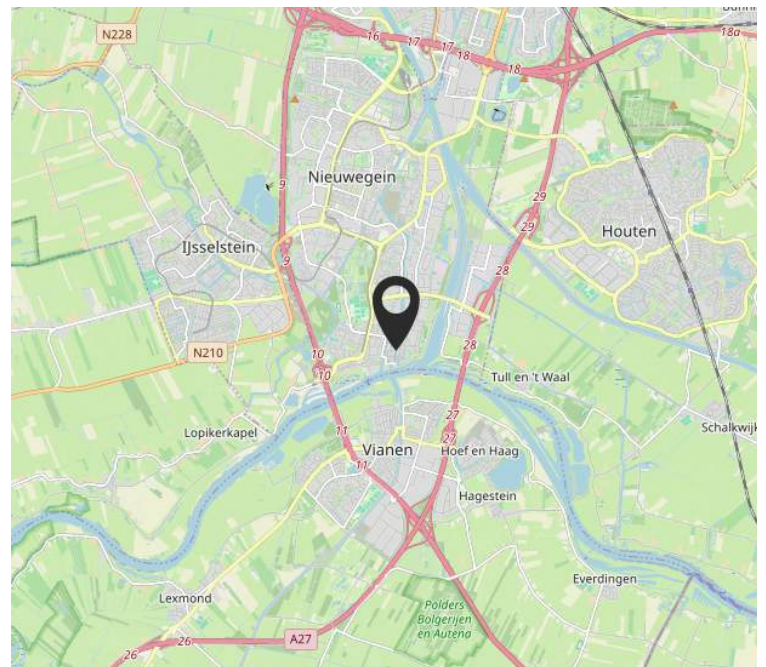 N228
16
17
17
18
18
18a
9
Nieuwegein
29
29
Houten
IJsselstein
9
28
28
N210
10
10
Tull en 't Waal
Lopikerkapel
11
11
Vianen
27
27
Hoef en Haag
Schalkwijk
Hagestein
Everdingen
Lexmond
Polders
Bolgerijen
en Autena
26
26
A27